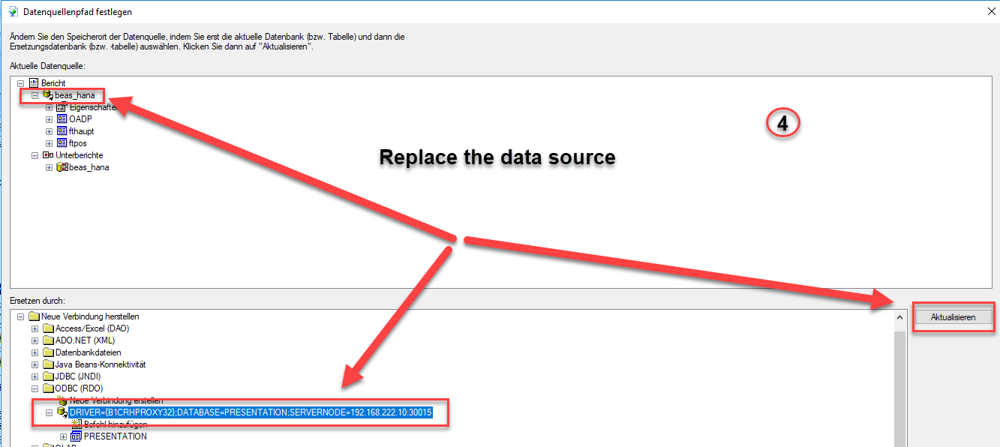 Datenquellenpfad festlegen
Ändern Sie den Speicherort der Datenquelle, indem Sie erst die aktuelle Datenbank (bzw. Tabelle) und dann die
Ersetzungsdatenbank (bzw. -tabelle) auswählen. Klicken Sie dann auf "Aktualisieren".
Aktuelle Datenquelle:
Bericht
beas_hana
Eigenschaften
OADP
fthaupt
ftpos
Unterberichte
beas_hana
4
Replace the data source
Ersetzen durch:
Neue Verbindung herstellen
Access/Excel (DAO)
ADO.NET (XML)
Datenbankdateien
Java Beans-Konnektivität
JDBC (JNDI)
ODBC (RDO)
Neue Verbindung erstellen
DRIVER={B1CRHPROXY32};DATABASE=PRESENTATION;SERVERNODE=192.168.222.10:30015
Befehl hinzufügen
PRESENTATION
OLAP
Aktualisieren